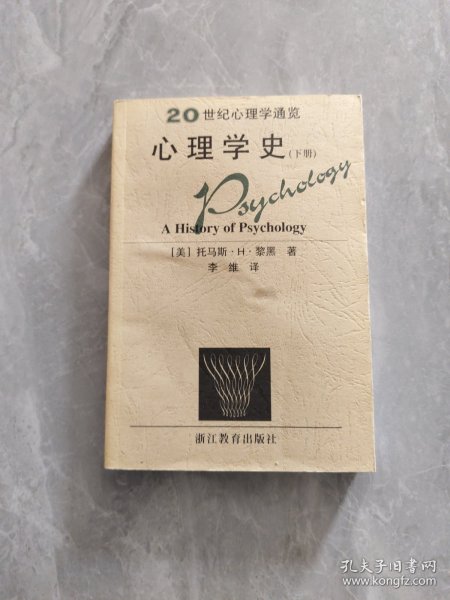 20世纪心理学通览
心理学史(下册)
Psychology
A History of Psychology
[美] 托马斯·H·黎黑 著
李维 译
浙江教育出版社
孔夫子旧书网
www.kongfz.com